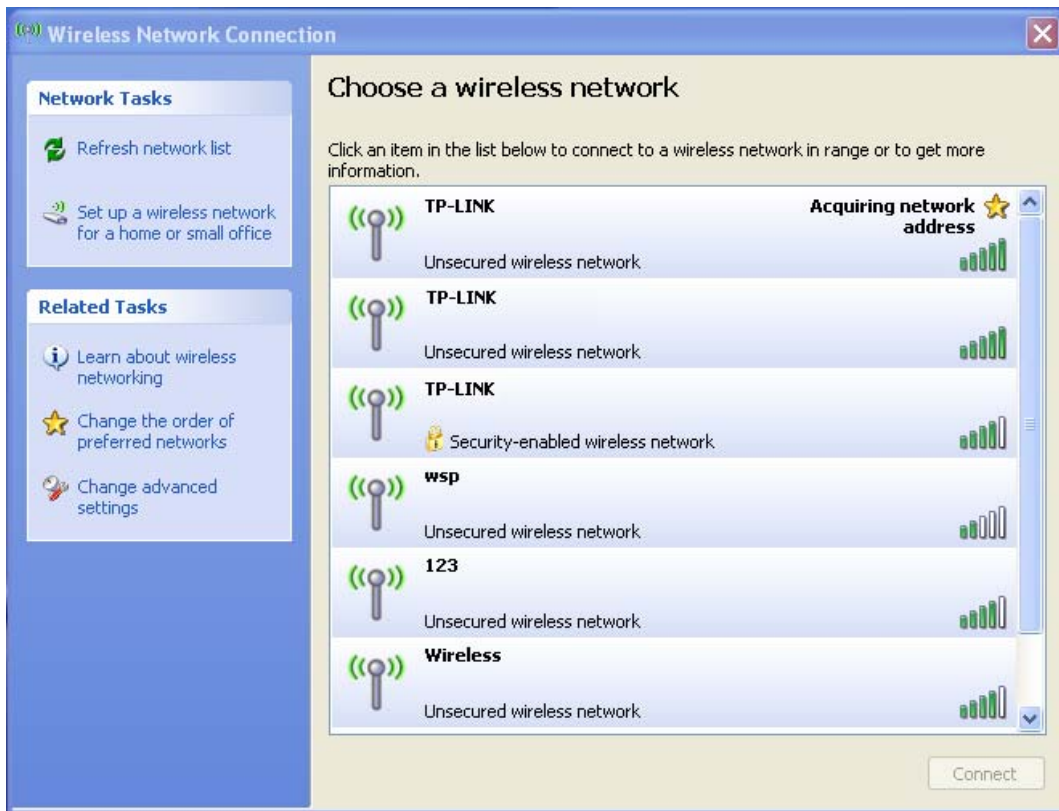 Wireless Network Connection
Network Tasks
Refresh network list
Set up a wireless network
for a home or small office
Related Tasks
Learn about wireless
networking
Change the order of
preferred networks
Change advanced
settings
Choose a wireless network
Click an item in the list below to connect to a wireless network in range or to get more
information.
TP-LINK
Acquiring network
address
Unsecured wireless network
TP-LINK
Unsecured wireless network
TP-LINK
Security-enabled wireless network
wsp
Unsecured wireless network
123
Unsecured wireless network
Wireless
Unsecured wireless network
Connect